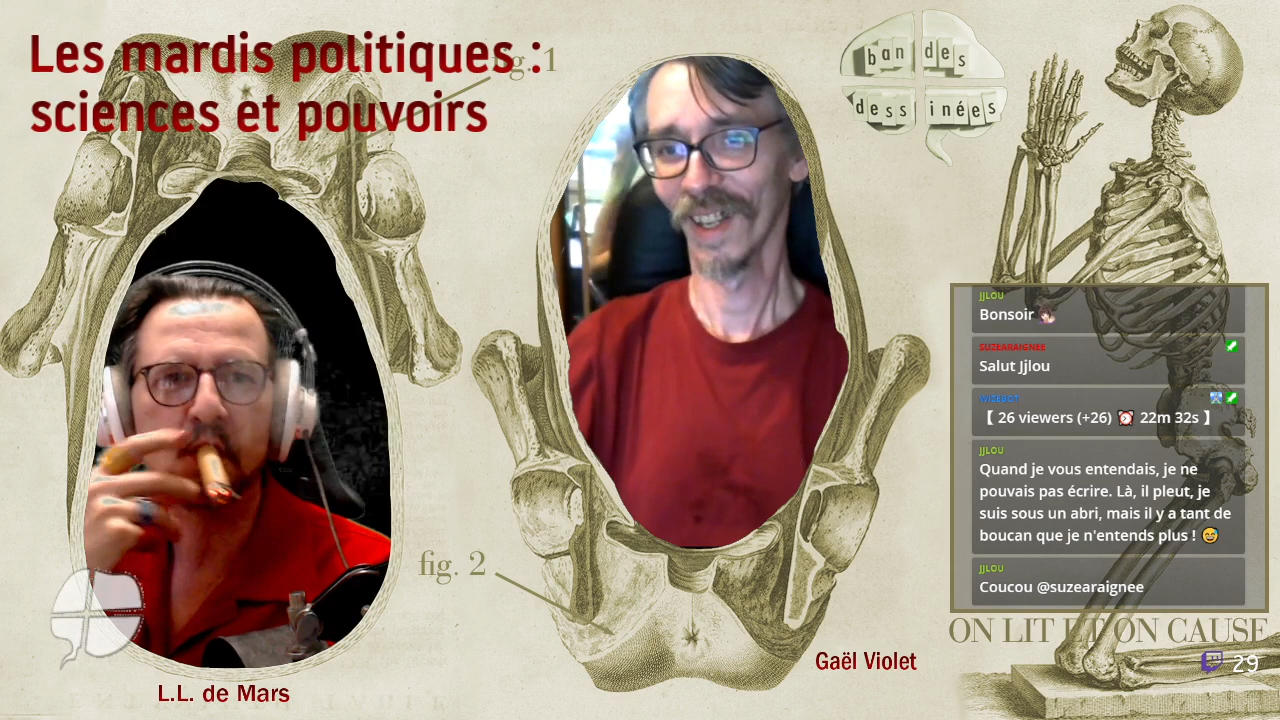 Les mardis politiques :
sciences et pouvoirs
fig. 1
ban des
dess inées
JJLOU
Bonsoir
SUZEARAIGNEE
Salut Jjlou
WIZEBOT
【 26 viewers (+26) ⏰ 22m 32s 】
JJLOU
Quand je vous entendais, je ne
pouvais pas écrire. Là, il pleut, je
suis sous un abri, mais il y a tant de
boucan que je n'entends plus ! 😅
JJLOU
Coucou @suzearaignee
fig. 2
ON LIT ET ON CAUSE
Gaël Violet
29
L.L. de Mars